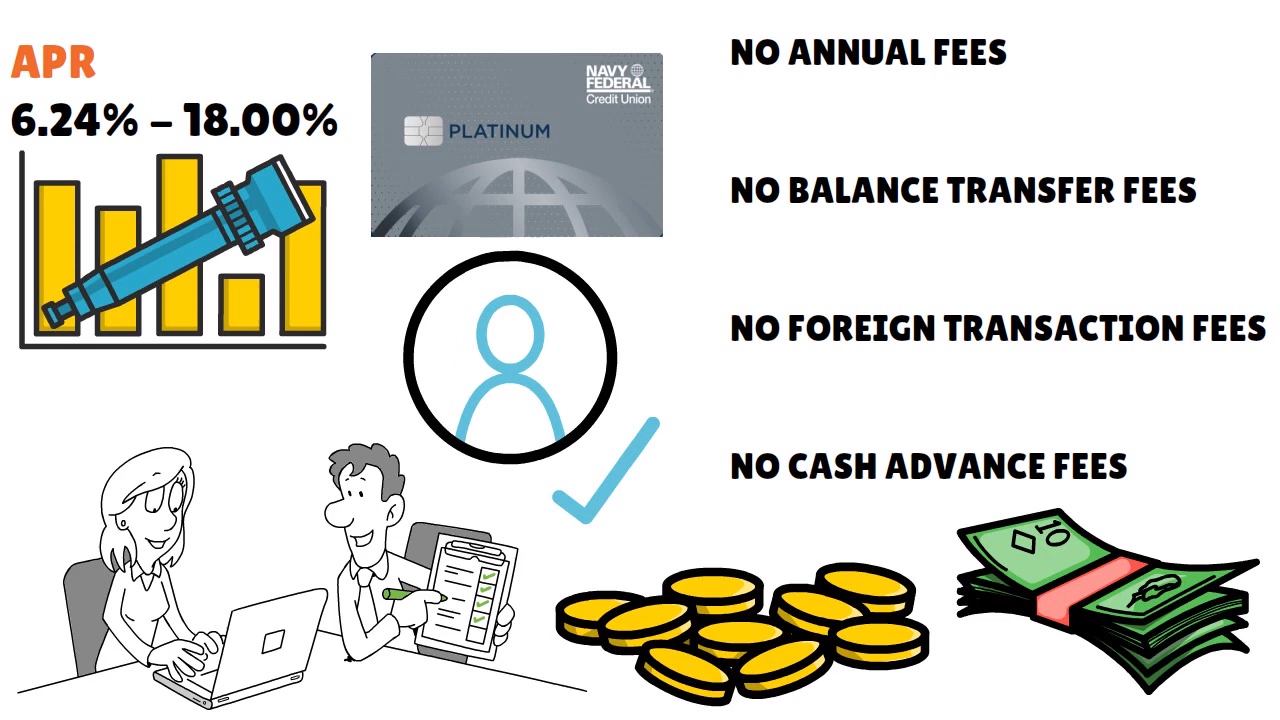 APR
6.24% – 18.00%
NAVY
FEDERAL
Credit Union
PLATINUM
NO ANNUAL FEES
NO BALANCE TRANSFER FEES
NO FOREIGN TRANSACTION FEES
NO CASH ADVANCE FEES
10